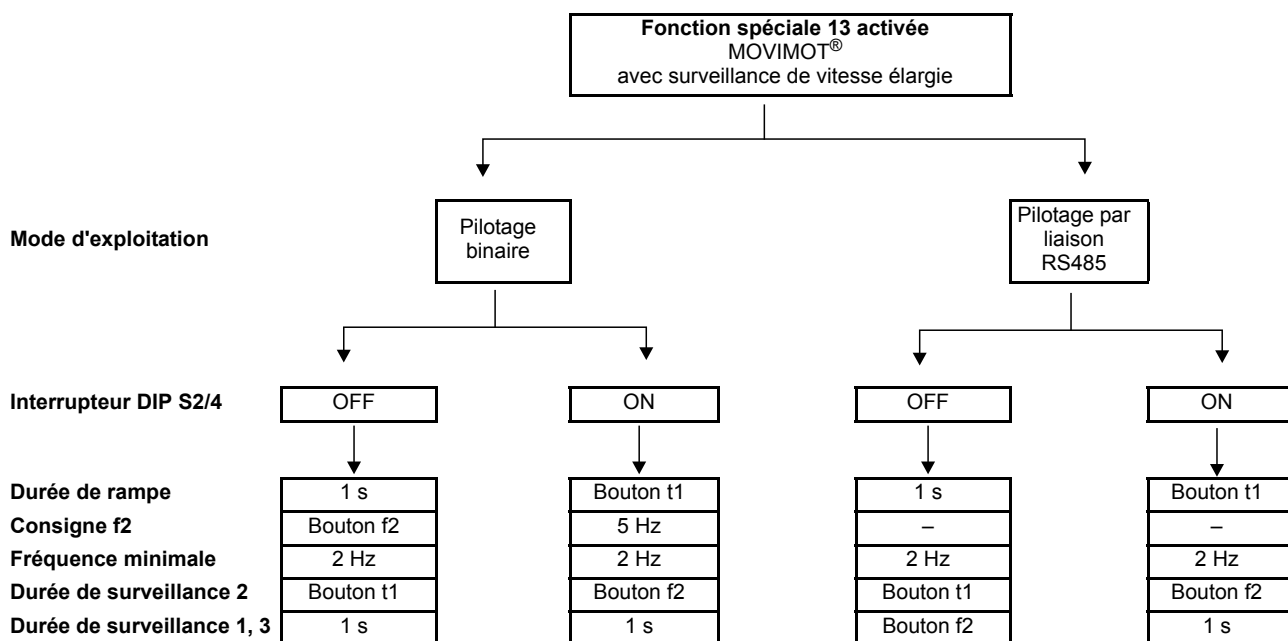 Fonction spéciale 13 activée
MOVIMOT®
avec surveillance de vitesse élargie
Mode d'exploitation
Pilotage
binaire
Pilotage par
liaison
RS485
Interrupteur DIP S2/4 OFF ON OFF ON
Durée de rampe 1 s Bouton t1 1 s Bouton t1
Consigne f2 Bouton f2 5 Hz – –
Fréquence minimale 2 Hz 2 Hz 2 Hz 2 Hz
Durée de surveillance 2 Bouton t1 Bouton f2 Bouton t1 Bouton f2
Durée de surveillance 1, 3 1 s 1 s Bouton f2 1 s